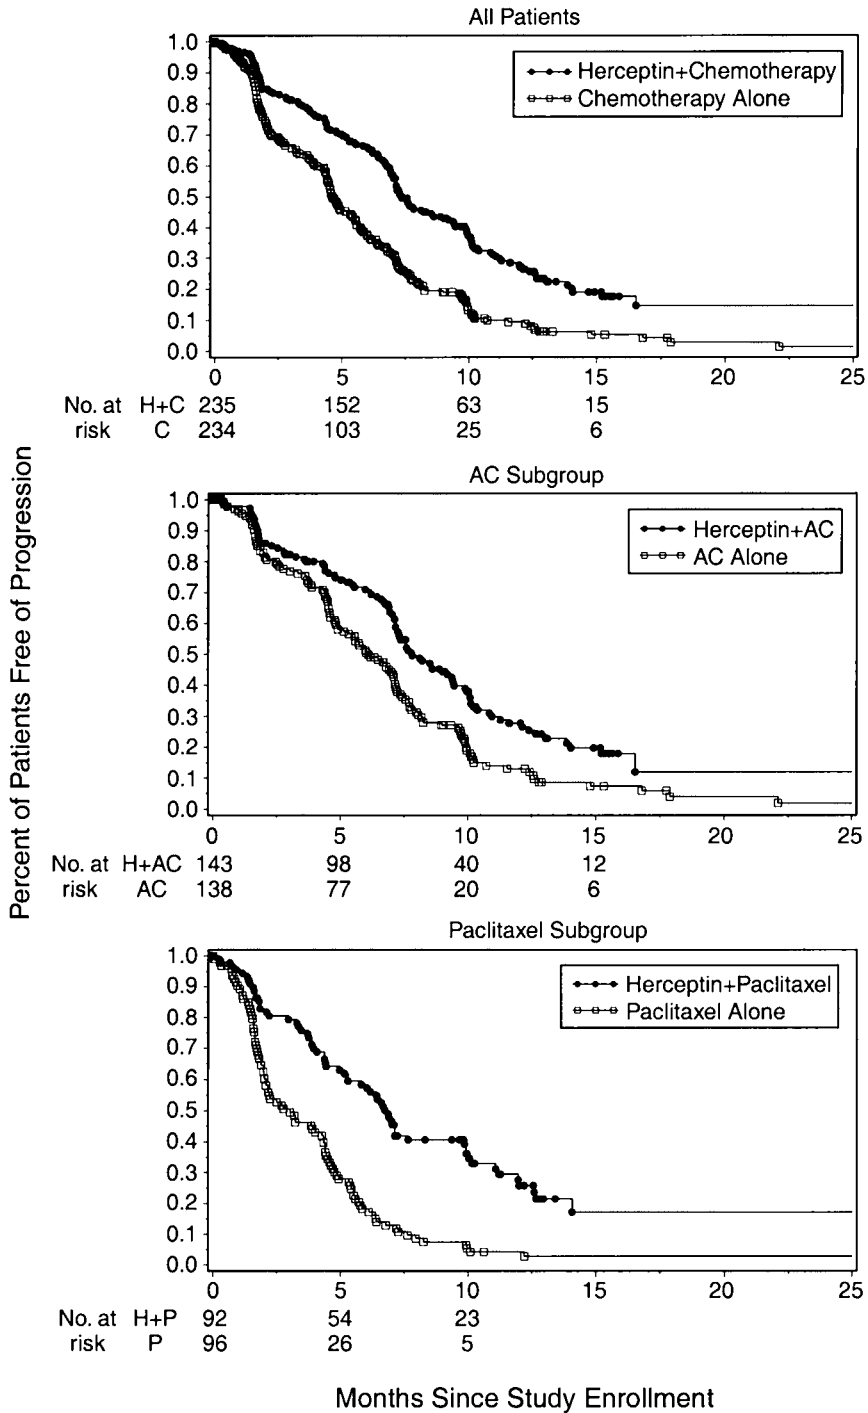 All Patients
Herceptin+Chemotherapy
Chemotherapy Alone
1.0
0.9
0.8
0.7
0.6
0.5
0.4
0.3
0.2
0.1
0.0
0 5 10 15 20 25
No. at H+C 235 152 63 15
risk C 234 103 25 6
Percent of Patients Free of Progression
AC Subgroup
Herceptin+AC
AC Alone
1.0
0.9
0.8
0.7
0.6
0.5
0.4
0.3
0.2
0.1
0.0
0 5 10 15 20 25
No. at H+AC 143 98 40 12
risk AC 138 77 20 6
Paclitaxel Subgroup
Herceptin+Paclitaxel
Paclitaxel Alone
1.0
0.9
0.8
0.7
0.6
0.5
0.4
0.3
0.2
0.1
0.0
0 5 10 15 20 25
No. at H+P 92 54 23
risk P 96 26 5
Months Since Study Enrollment